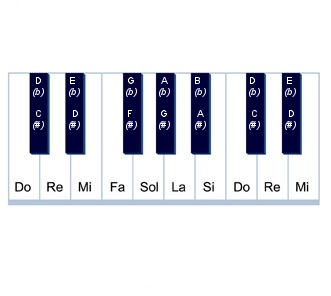 D E G A B D E
(b) (b) (b) (b) (b) (b) (b)
C D F G A C D
(#) (#) (#) (#) (#) (#) (#)
Do Re Mi Fa Sol La Si Do Re Mi